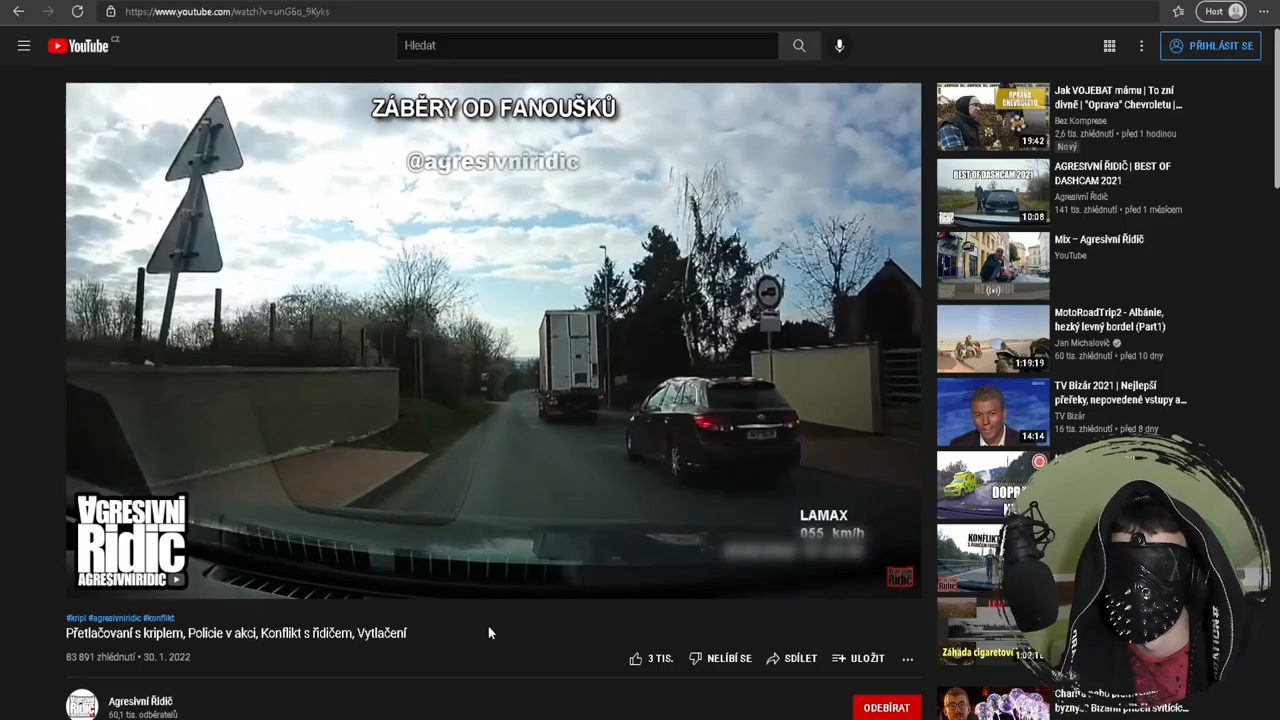 https://www.youtube.com/watch?v=unG6o_9Kyks
Host
YouTube CZ
Hledat
PŘIHLÁSIT SE
ZÁBĚRY OD FANOUŠKŮ
@agresivniridic
LAMAX
055 km/h
AGRESIVNÍ
ŘIDIČ
AGRESIVNIRIDIC
#kripl #agresivniridic #konflikt
Přetlačovaní s kriplem, Policie v akci, Konflikt s řidičem, Vytlačení
83 891 zhlédnutí • 30. 1. 2022
3 TIS.
NELÍBÍ SE
SDÍLET
ULOŽIT
Agresivní Řidič
60,1 tis. odběratelů
ODEBÍRAT
OPRAVA
CHEVROLETU
19:42
Jak VOJEBAT mámu | To zní
divně | "Oprava" Chevroletu |...
Bez Komprese
2,6 tis. zhlédnutí • před 1 hodinou
Nový
BEST OF DASHCAM 2021
10:08
AGRESIVNÍ ŘIDIČ | BEST OF
DASHCAM 2021
Agresivní Řidič
141 tis. zhlédnutí • před 1 měsícem
Mix – Agresivní Řidič
YouTube
1:19:19
MotoRoadTrip2 - Albánie,
hezký levný bordel (Part1)
Jan Michalovič
60 tis. zhlédnutí • před 10 dny
14:14
TV Bizár 2021 | Nejlepší
přeřeky, nepovedené vstupy a...
TV Bizár
16 tis. zhlédnutí • před 8 dny
KONFLIKT
Záhada cigaretové